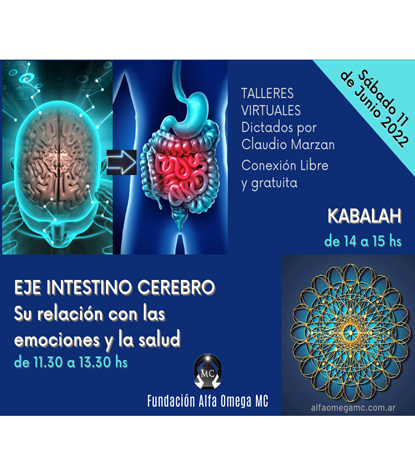 Sábado 11
de Junio 2022
TALLERES
VIRTUALES
Dictados por
Claudio Marzan
Conexión Libre
y gratuita
KABALAH
de 14 a 15 hs
EJE INTESTINO CEREBRO
Su relación con las
emociones y la salud
de 11.30 a 13.30 hs
MC
Fundación Alfa Omega MC
alfaomegamc.com.ar